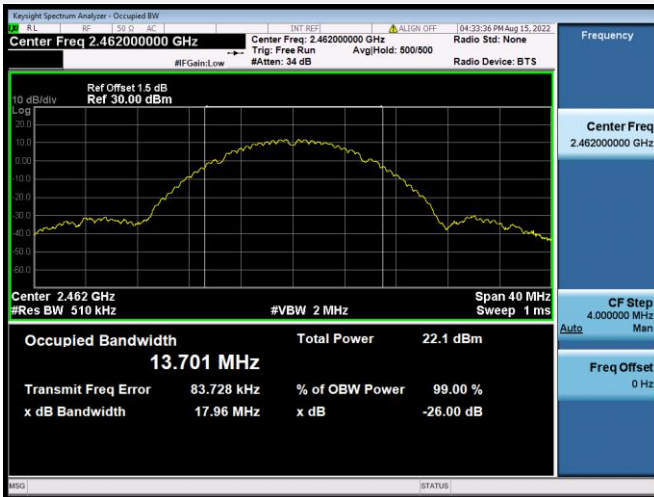 Keysight Spectrum Analyzer - Occupied BW
RL RF 50 Ω AC INT REF ALIGN OFF 04:33:36 PM Aug 15, 2022
Center Freq 2.462000000 GHz
Center Freq: 2.462000000 GHz Radio Std: None
Trig: Free Run Avg|Hold: 500/500
#IFGain:Low #Atten: 34 dB Radio Device: BTS
Ref Offset 1.5 dB
10 dB/div Ref 30.00 dBm
Log
20.0
10.0
0.00
-10.0
-20.0
-30.0
-40.0
-50.0
-60.0
Center 2.462 GHz Span 40 MHz
#Res BW 510 kHz #VBW 2 MHz Sweep 1 ms
Occupied Bandwidth Total Power 22.1 dBm
13.701 MHz
Transmit Freq Error 83.728 kHz % of OBW Power 99.00 %
x dB Bandwidth 17.96 MHz x dB -26.00 dB
MSG STATUS
Frequency
Center Freq
2.462000000 GHz
CF Step
4.000000 MHz
Auto Man
Freq Offset
0 Hz